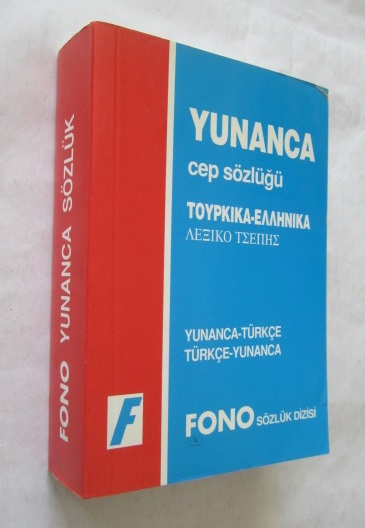 FONO YUNANCA SÖZLÜK
F
YUNANCA
cep sözlüğü
ΤΟΥΡΚΙΚΑ-ΕΛΛΗΝΙΚΑ
ΛΕΞΙΚΟ ΤΣΕΠΗΣ
YUNANCA-TÜRKÇE
TÜRKÇE-YUNANCA
FONO SÖZLÜK DİZİSİ